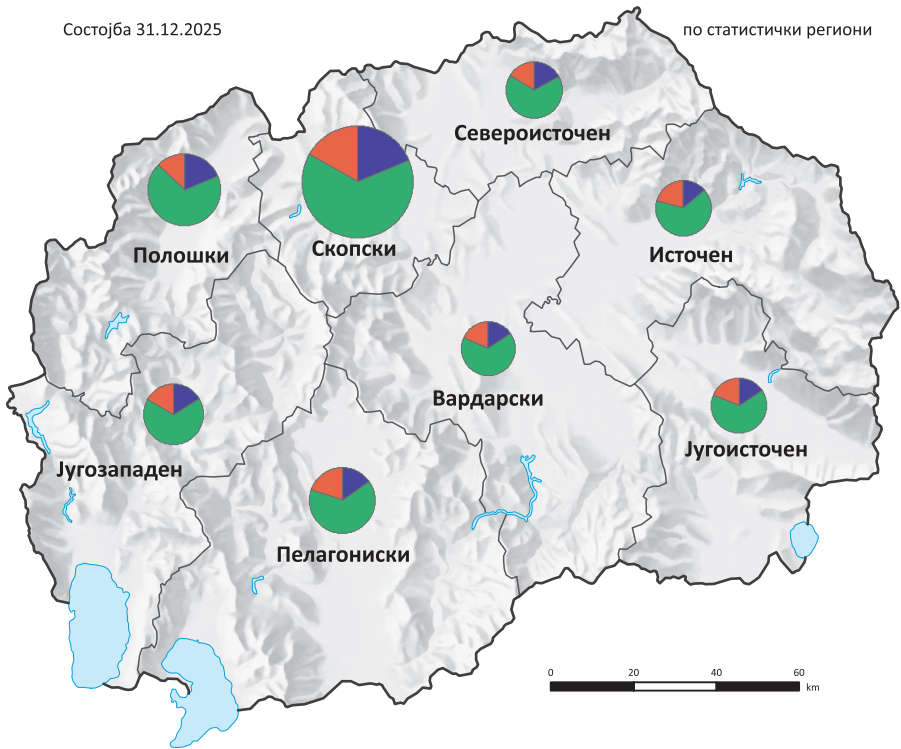 Состојба 31.12.2025
по статистички региони
Североисточен
Полошки
Скопски
Источен
Вардарски
Југозападен
Југоисточен
Пелагониски
0 20 40 60
km